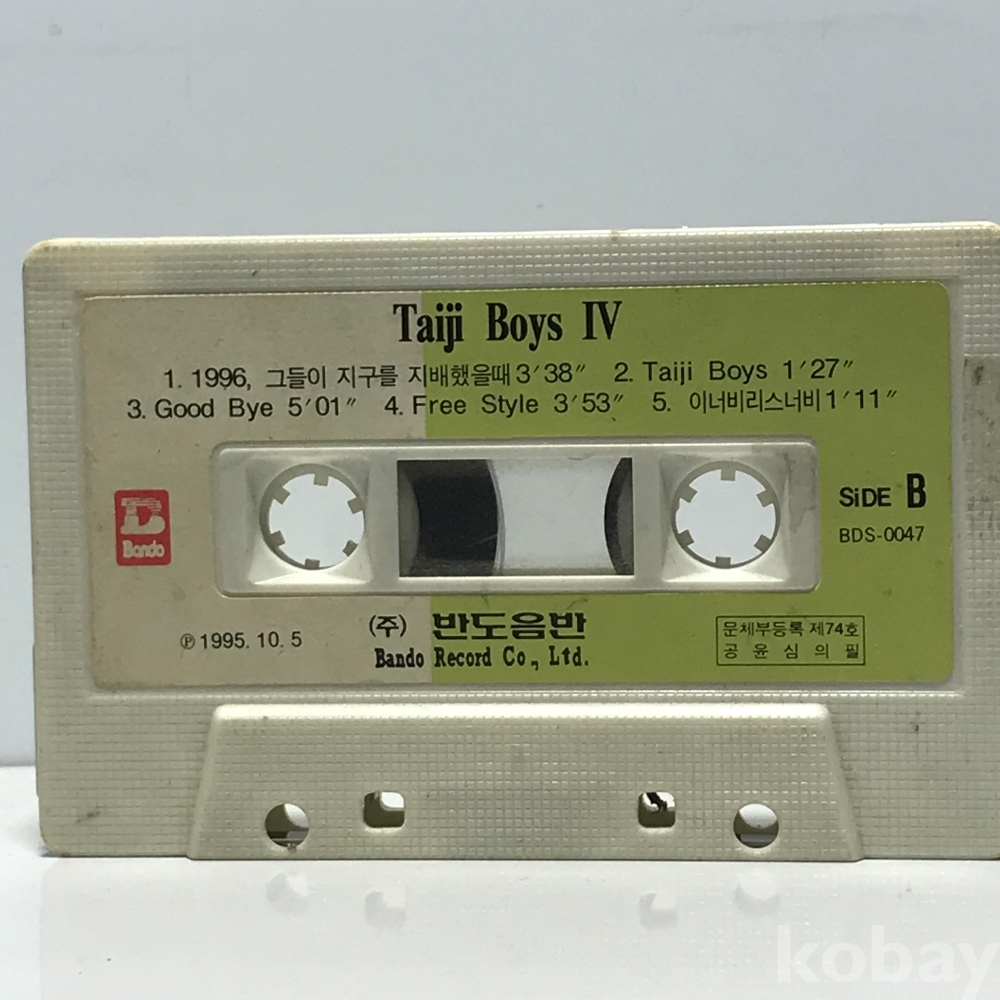 Taiji Boys IV
1. 1996, 그들이 지구를 지배했을때 3′38″ 2. Taiji Boys 1′27″
3. Good Bye 5′01″ 4. Free Style 3′53″ 5. 이너비리스너비 1′11″
Bando
SiDE B
BDS-0047
℗ 1995. 10. 5
(주) 반도음반
Bando Record Co., Ltd.
문체부등록 제74호
공 윤 심 의 필
kobay